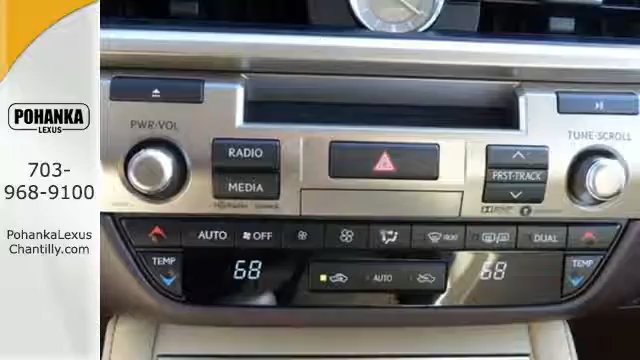 POHANKA
LEXUS
703-
968-9100
PohankaLexus
Chantilly.com
PWR·VOL
TUNE·SCROLL
RADIO
MEDIA
PRST·TRACK
AUTO
OFF
DUAL
TEMP
68
AUTO
68
TEMP